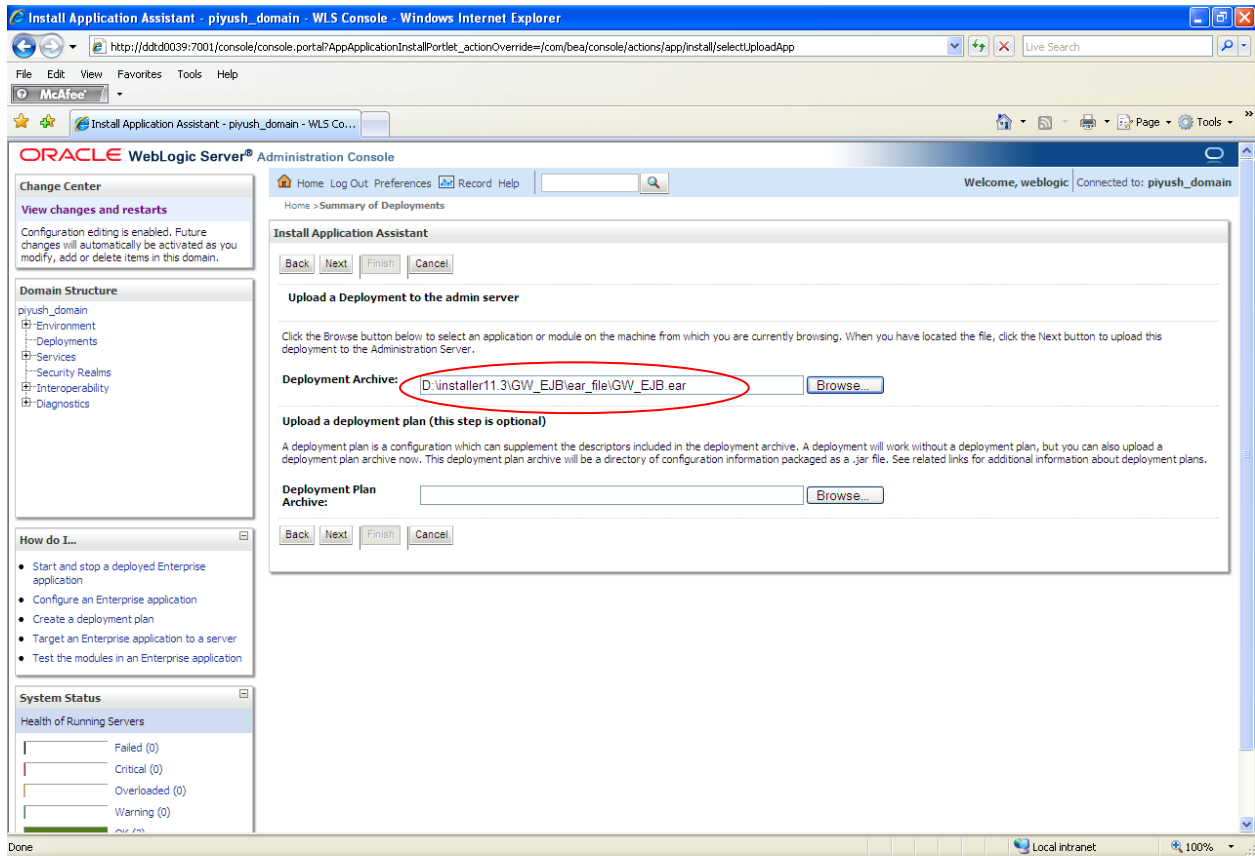 Install Application Assistant - piyush_domain - WLS Console - Windows Internet Explorer
http://ddtd0039:7001/console/console.portal?AppApplicationInstallPortlet_actionOverride=/com/bea/console/actions/app/install/selectUploadApp
Live Search
File Edit View Favorites Tools Help
McAfee
Install Application Assistant - piyush_domain - WLS Co...
Page Tools
ORACLE WebLogic Server® Administration Console
Change Center
View changes and restarts
Configuration editing is enabled. Future
changes will automatically be activated as you
modify, add or delete items in this domain.
Domain Structure
piyush_domain
Environment
Deployments
Services
Security Realms
Interoperability
Diagnostics
How do I...
Start and stop a deployed Enterprise
application
Configure an Enterprise application
Create a deployment plan
Target an Enterprise application to a server
Test the modules in an Enterprise application
System Status
Health of Running Servers
Failed (0)
Critical (0)
Overloaded (0)
Warning (0)
Home Log Out Preferences Record Help
Welcome, weblogic Connected to: piyush_domain
Home >Summary of Deployments
Install Application Assistant
Back Next Finish Cancel
Upload a Deployment to the admin server
Click the Browse button below to select an application or module on the machine from which you are currently browsing. When you have located the file, click the Next button to upload this
deployment to the Administration Server.
Deployment Archive: D:\installer11.3\GW_EJB\ear_file\GW_EJB.ear Browse...
Upload a deployment plan (this step is optional)
A deployment plan is a configuration which can supplement the descriptors included in the deployment archive. A deployment will work without a deployment plan, but you can also upload a
deployment plan archive now. This deployment plan archive will be a directory of configuration information packaged as a .jar file. See related links for additional information about deployment plans.
Deployment Plan
Archive: Browse...
Back Next Finish Cancel
Done Local intranet 100%